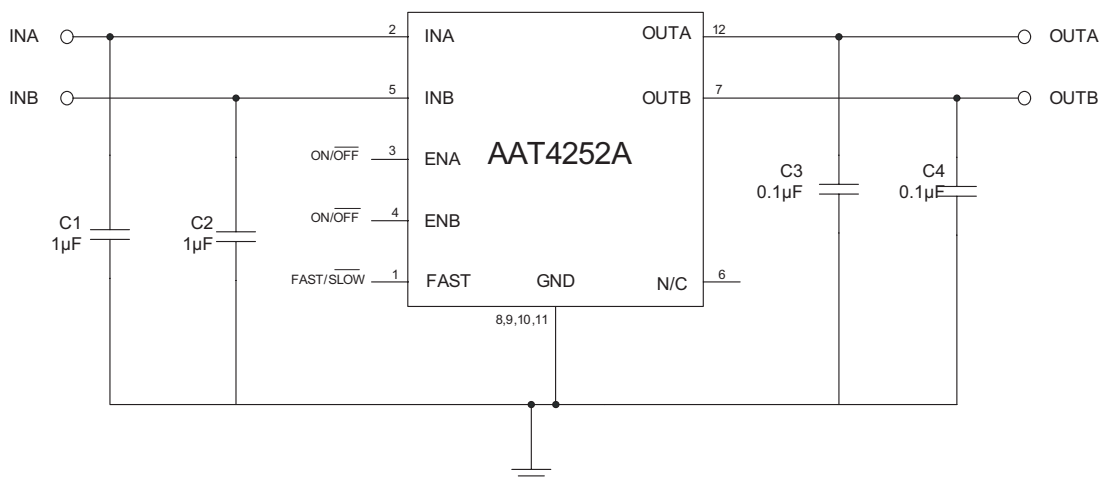 INA 2 INA OUTA 12 OUTA
INB 5 INB OUTB 7 OUTB
AAT4252A
ON/OFF 3 ENA
C3
0.1µF
C4
0.1µF
ON/OFF 4 ENB
C1
1µF
C2
1µF
FAST/SLOW 1 FAST GND N/C 6
8,9,10,11